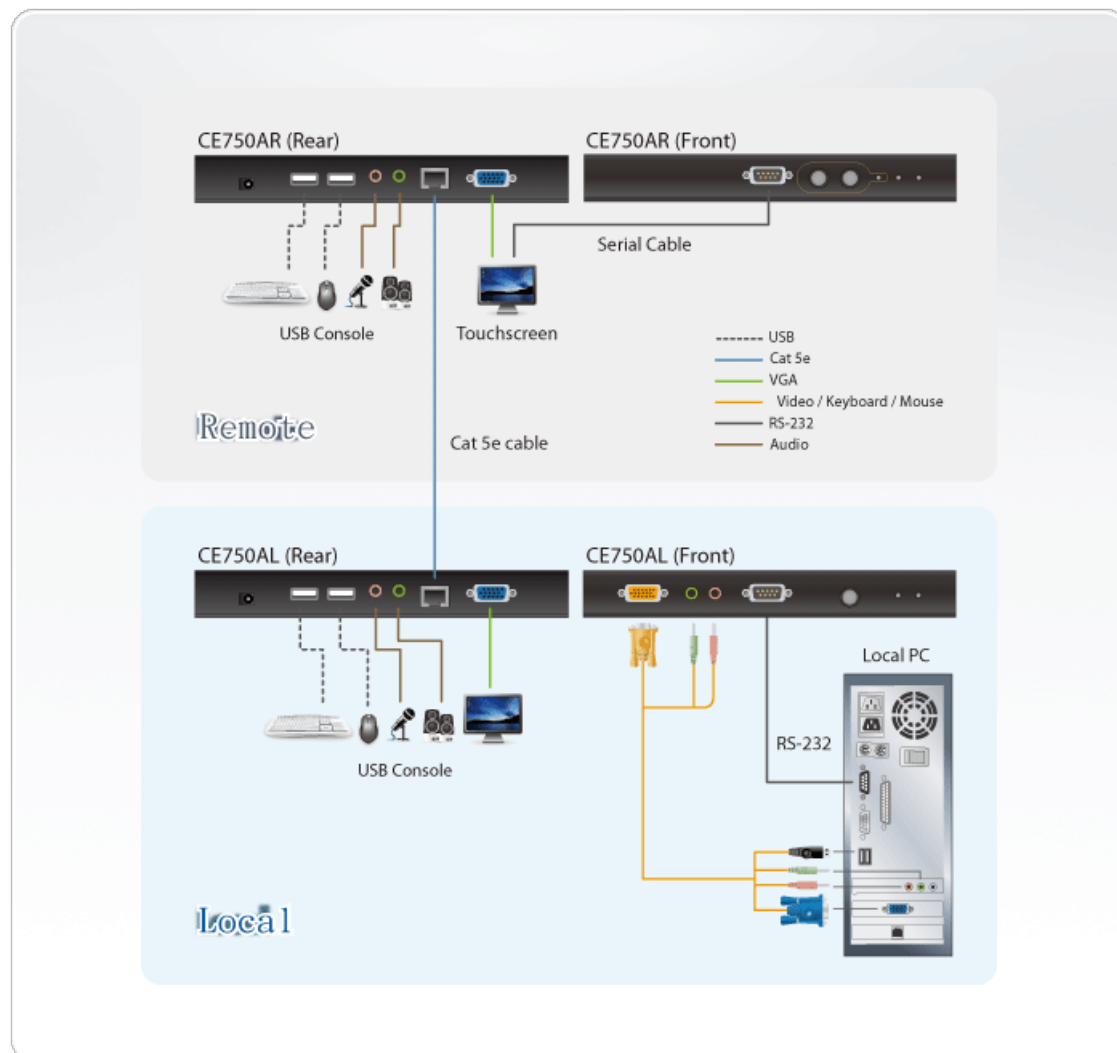 CE750AR (Rear)
CE750AR (Front)
Serial Cable
USB Console
Touchscreen
USB
Cat 5e
VGA
Video / Keyboard / Mouse
RS-232
Audio
Remote
Cat 5e cable
CE750AL (Rear)
CE750AL (Front)
Local PC
RS-232
USB Console
Local